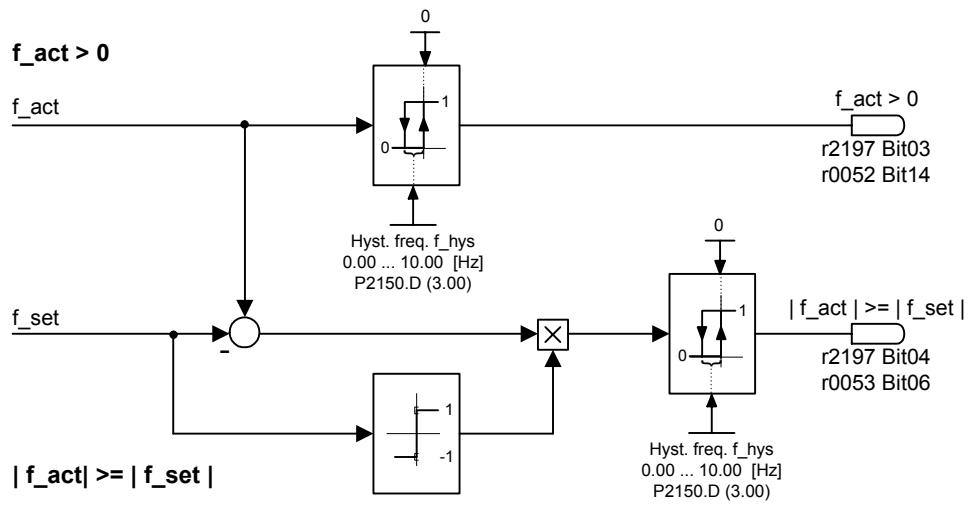 0
f_act > 0
f_act
1
0
f_act > 0
r2197 Bit03
r0052 Bit14
Hyst. freq. f_hys
0.00 ... 10.00 [Hz]
P2150.D (3.00)
0
f_set
-
1
0
| f_act | >= | f_set |
r2197 Bit04
r0053 Bit06
1
-1
Hyst. freq. f_hys
0.00 ... 10.00 [Hz]
P2150.D (3.00)
| f_act| >= | f_set |